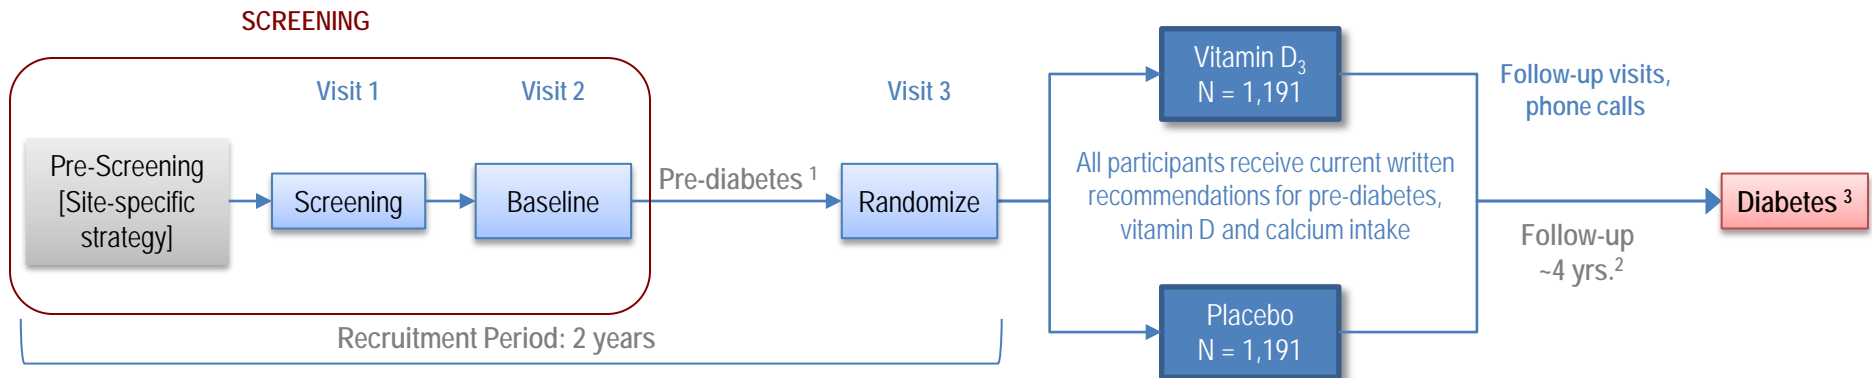 SCREENING
Visit 1
Visit 2
Visit 3
Pre-Screening
[Site-specific
strategy]
Screening
Baseline
Pre-diabetes ¹
Randomize
Recruitment Period: 2 years
Vitamin D₃
N = 1,191
All participants receive current written
recommendations for pre-diabetes,
vitamin D and calcium intake
Placebo
N = 1,191
Follow-up visits,
phone calls
Follow-up
~4 yrs.²
Diabetes ³